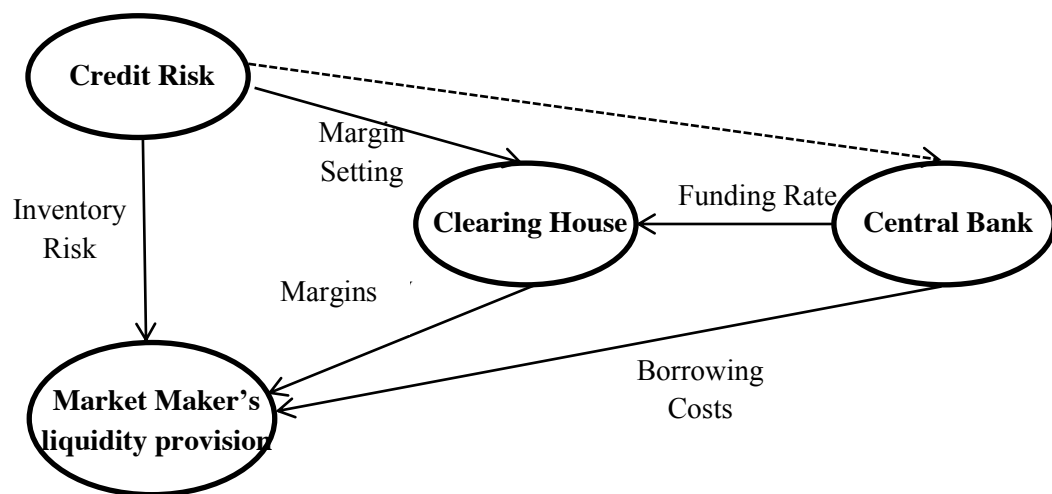 Credit Risk
Margin
Setting
Inventory
Risk
Funding Rate
Clearing House
Central Bank
Margins
Borrowing
Costs
Market Maker’s
liquidity provision